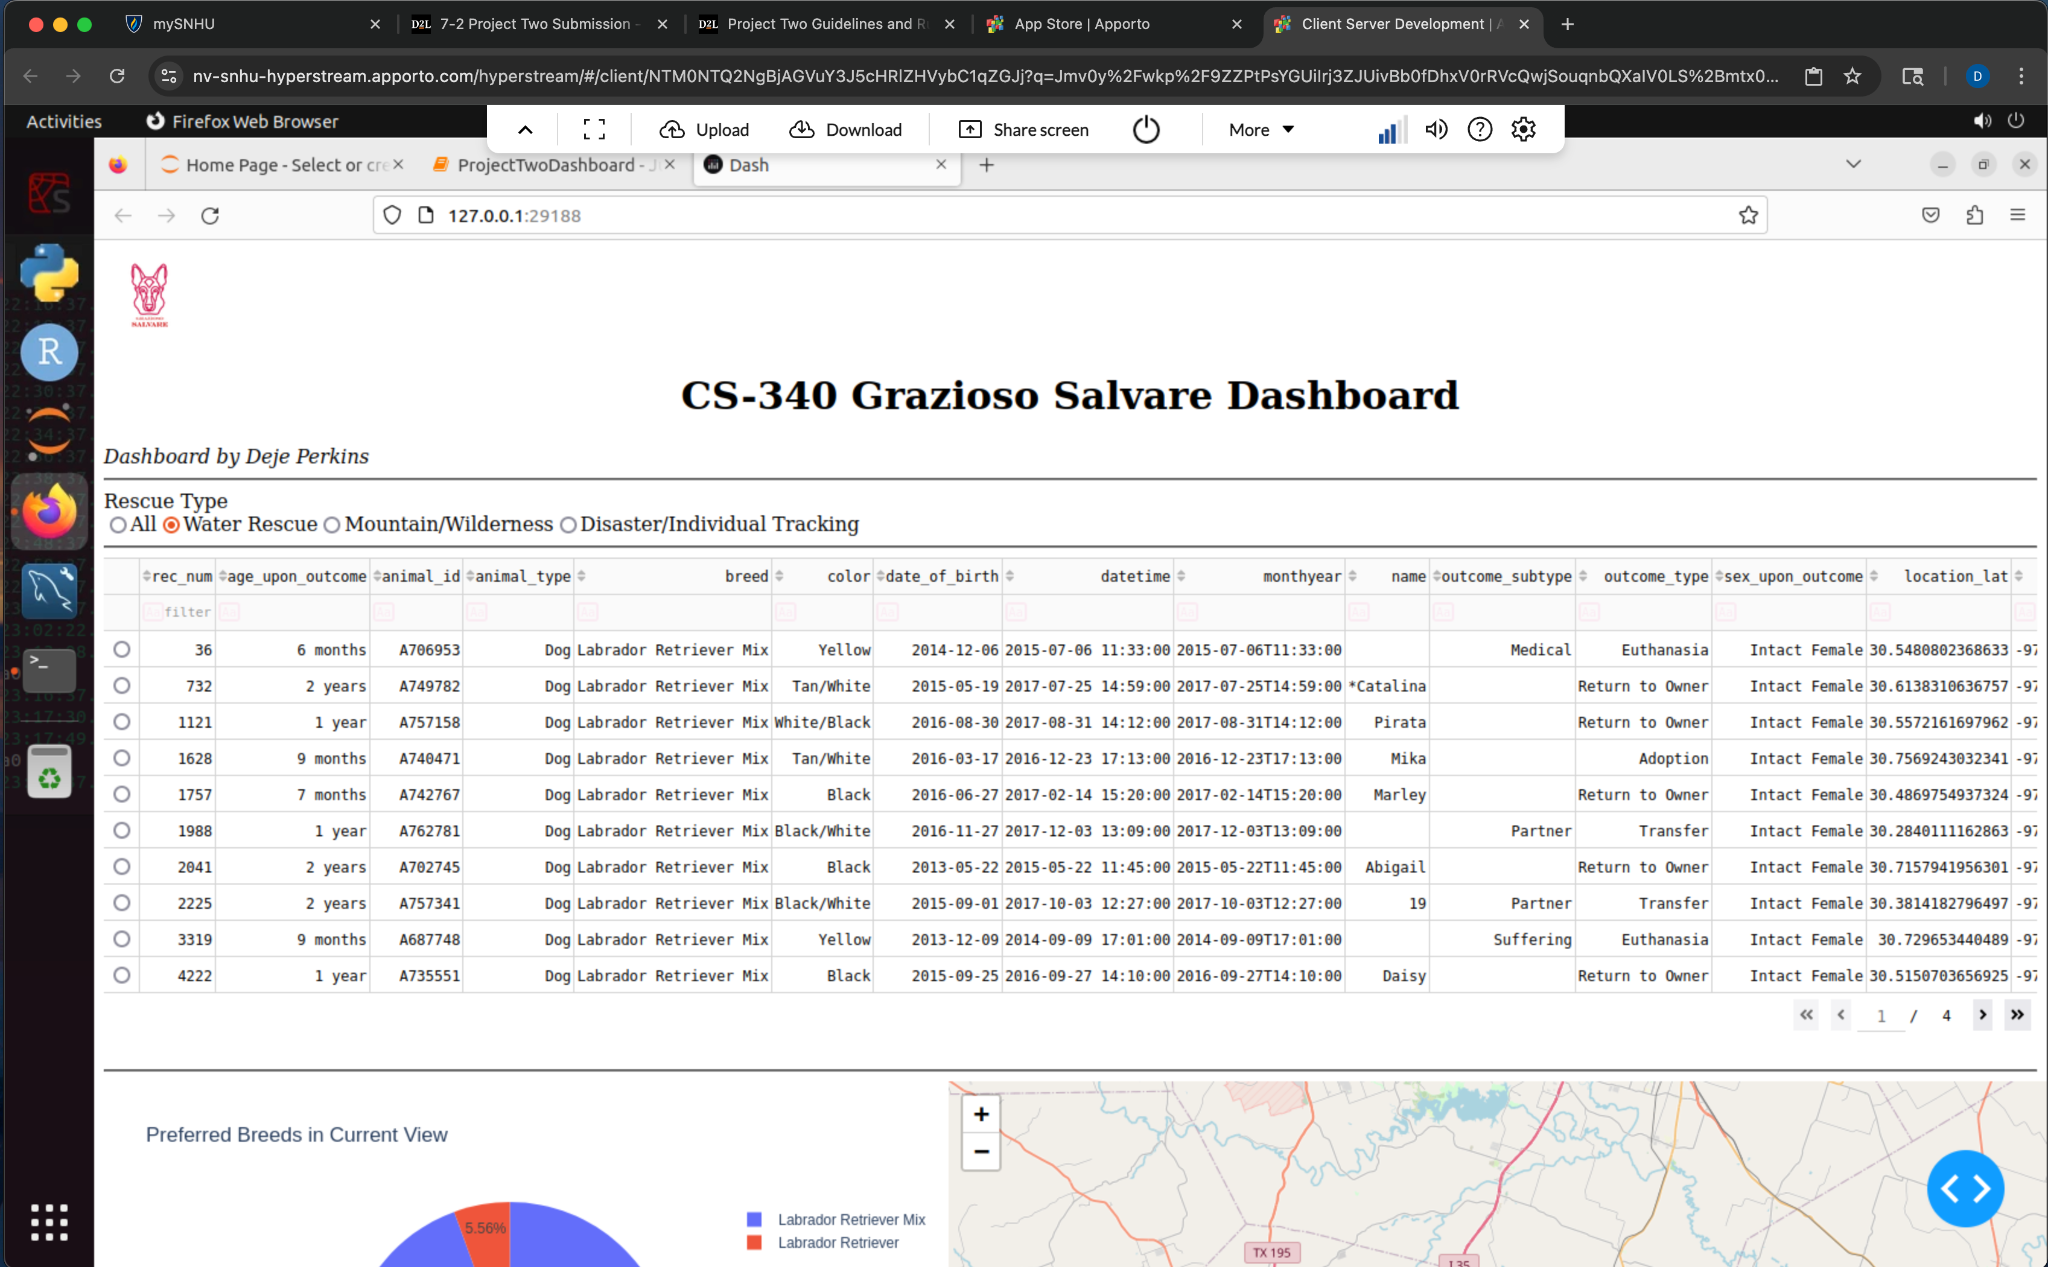 mySNHU
7-2 Project Two Submission -
Project Two Guidelines and R
App Store | Apporto
Client Server Development | A
nv-snhu-hyperstream.apporto.com/hyperstream/#/client/
Activities
Firefox Web Browser
Upload
Download
Share screen
More
Home Page - Select or cre
ProjectTwoDashboard - J
Dash
127.0.0.1:29188
SALVARE
CS-340 Grazioso Salvare Dashboard
Dashboard by Deje Perkins
Rescue Type
All Water Rescue Mountain/Wilderness Disaster/Individual Tracking
rec_num age_upon_outcome animal_id animal_type breed color date_of_birth datetime monthyear name outcome_subtype outcome_type sex_upon_outcome location_lat
filter
36 6 months A706953 Dog Labrador Retriever Mix Yellow 2014-12-06 2015-07-06 11:33:00 2015-07-06T11:33:00 Medical Euthanasia Intact Female 30.5480802368633 -97
732 2 years A749782 Dog Labrador Retriever Mix Tan/White 2015-05-19 2017-07-25 14:59:00 2017-07-25T14:59:00 *Catalina Return to Owner Intact Female 30.6138310636757 -97
1121 1 year A757158 Dog Labrador Retriever Mix White/Black 2016-08-30 2017-08-31 14:12:00 2017-08-31T14:12:00 Pirata Return to Owner Intact Female 30.5572161697962 -97
1628 9 months A740471 Dog Labrador Retriever Mix Tan/White 2016-03-17 2016-12-23 17:13:00 2016-12-23T17:13:00 Mika Adoption Intact Female 30.7569243032341 -97
1757 7 months A742767 Dog Labrador Retriever Mix Black 2016-06-27 2017-02-14 15:20:00 2017-02-14T15:20:00 Marley Return to Owner Intact Female 30.4869754937324 -97
1988 1 year A762781 Dog Labrador Retriever Mix Black/White 2016-11-27 2017-12-03 13:09:00 2017-12-03T13:09:00 Partner Transfer Intact Female 30.2840111162863 -97
2041 2 years A702745 Dog Labrador Retriever Mix Black 2013-05-22 2015-05-22 11:45:00 2015-05-22T11:45:00 Abigail Return to Owner Intact Female 30.7157941956301 -97
2225 2 years A757341 Dog Labrador Retriever Mix Black/White 2015-09-01 2017-10-03 12:27:00 2017-10-03T12:27:00 19 Partner Transfer Intact Female 30.3814182796497 -97
3319 9 months A687748 Dog Labrador Retriever Mix Yellow 2013-12-09 2014-09-09 17:01:00 2014-09-09T17:01:00 Suffering Euthanasia Intact Female 30.729653440489 -97
4222 1 year A735551 Dog Labrador Retriever Mix Black 2015-09-25 2016-09-27 14:10:00 2016-09-27T14:10:00 Daisy Return to Owner Intact Female 30.5150703656925 -97
1 / 4
Preferred Breeds in Current View
5.56%
Labrador Retriever Mix
Labrador Retriever
TX 195
I 35